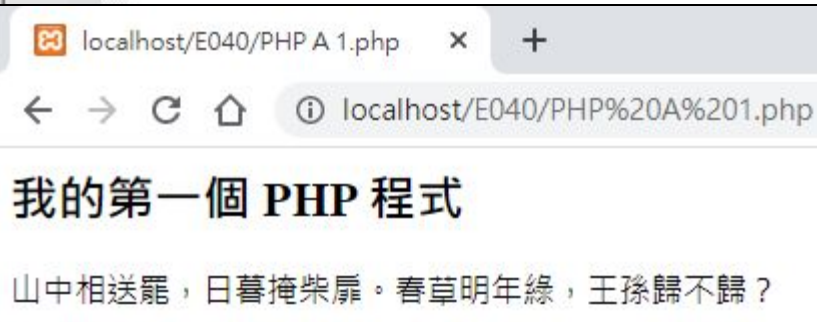 localhost/E040/PHP A 1.php
localhost/E040/PHP%20A%201.php
我的第一個 PHP 程式
山中相送罷，日暮掩柴扉。春草明年綠，王孫歸不歸？